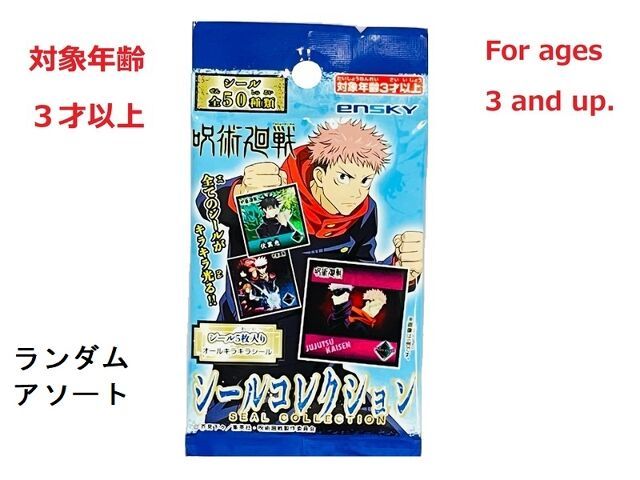 対象年齢
３才以上
For ages
3 and up.
シール
全50種類
対象年齢3才以上
ensky
呪術廻戦
全てのシールが
キラキラ光る!!
伏黒恵
呪術廻戦
JUJUTSU
KAISEN
シール5枚入り
オールキラキラシール
シールコレクション
SEAL COLLECTION
ランダム
アソート